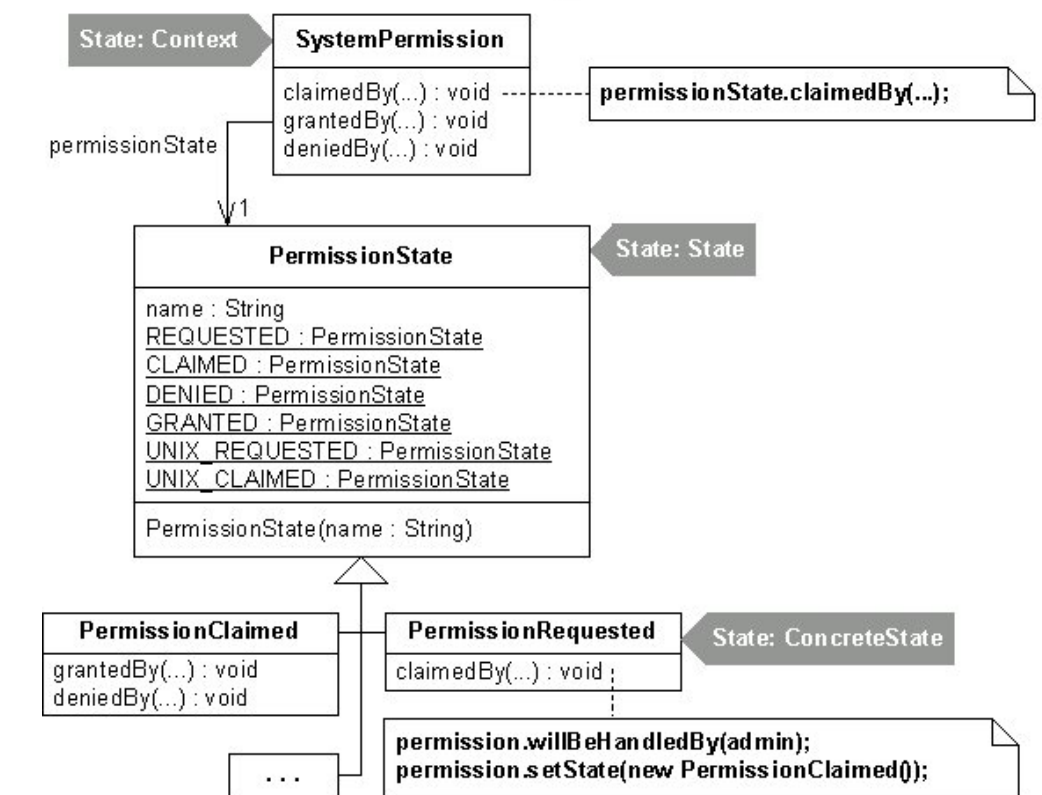 State: Context
SystemPermission
claimedBy(...) : void
grantedBy(...) : void
deniedBy(...) : void
permissionState.claimedBy(...);
permissionState
1
PermissionState
State: State
name : String
REQUESTED : PermissionState
CLAIMED : PermissionState
DENIED : PermissionState
GRANTED : PermissionState
UNIX_REQUESTED : PermissionState
UNIX_CLAIMED : PermissionState
PermissionState(name : String)
PermissionClaimed
grantedBy(...) : void
deniedBy(...) : void
PermissionRequested
claimedBy(...) : void
State: ConcreteState
permission.willBeHandledBy(admin);
permission.setState(new PermissionClaimed());
...